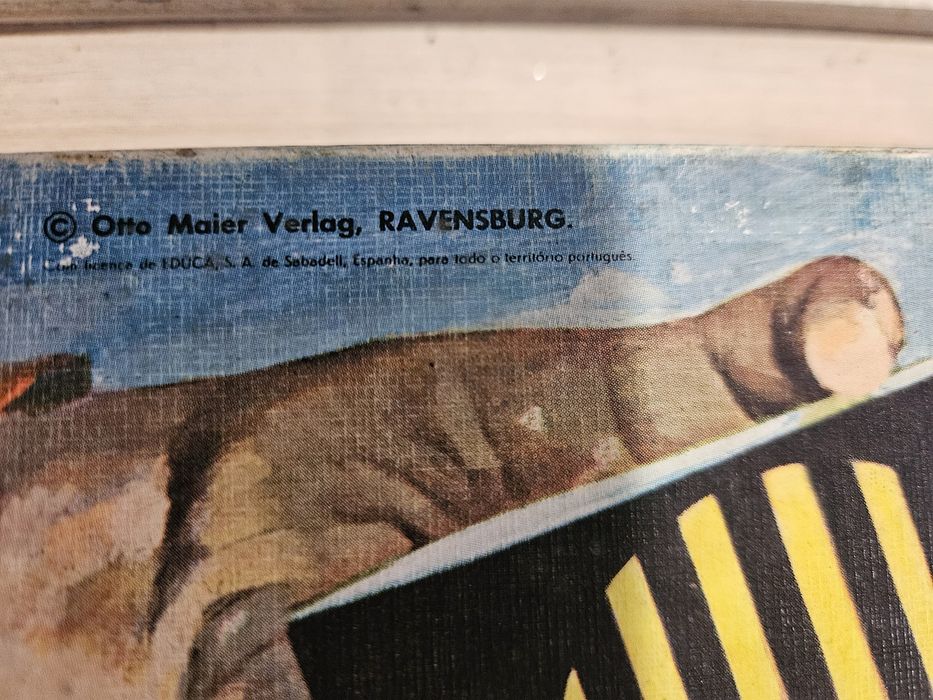 © Otto Maier Verlag, RAVENSBURG.
licença de EDUCA, S. A. de Sabadell, Espanha, para todo o território português.